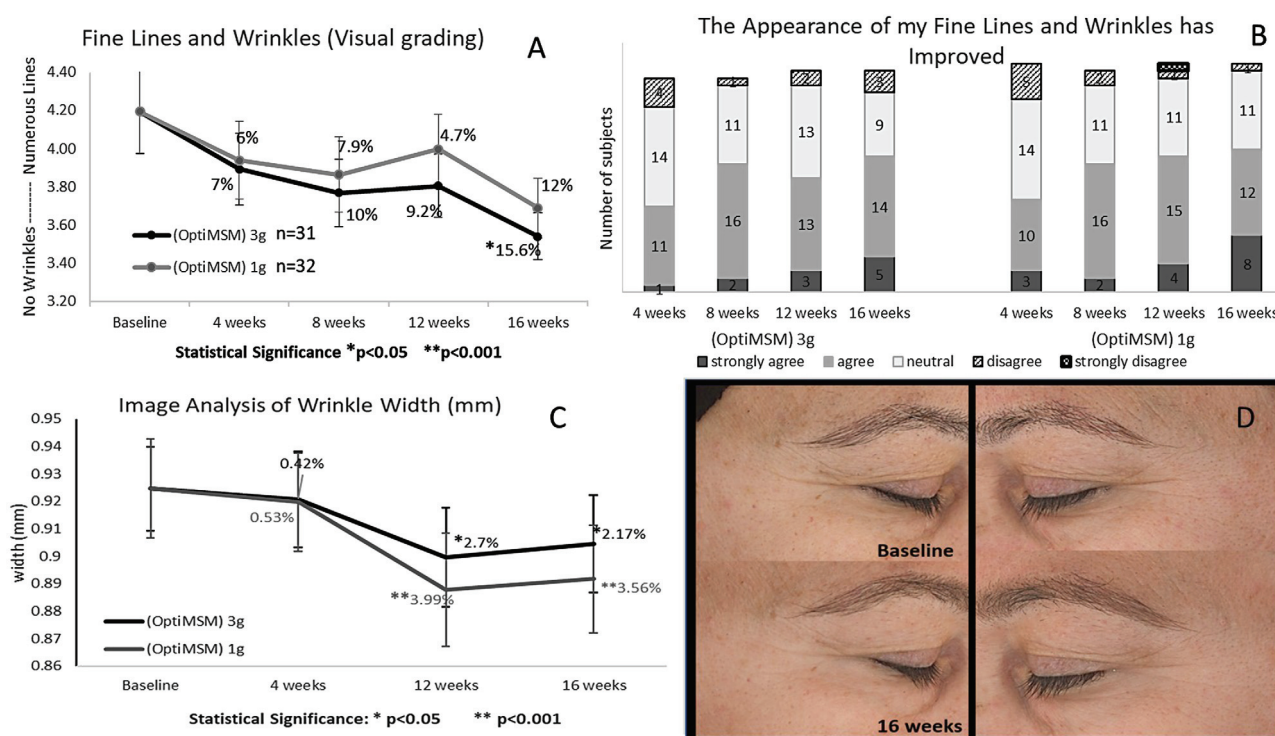 Fine Lines and Wrinkles (Visual grading)
A
No Wrinkles -------- Numerous Lines
4.40
4.20
4.00
3.80
3.60
3.40
3.20
6%
7.9%
4.7%
12%
7%
10%
9.2%
*15.6%
(OptiMSM) 3g n=31
(OptiMSM) 1g n=32
Baseline
4 weeks
8 weeks
12 weeks
16 weeks
Statistical Significance *p<0.05 **p<0.001
The Appearance of my Fine Lines and Wrinkles has
Improved
B
Number of subjects
4
14
11
1
1
11
16
2
2
13
13
3
3
9
14
5
5
14
10
3
2
11
16
2
11
15
4
1
11
12
8
4 weeks
8 weeks
12 weeks
16 weeks
4 weeks
8 weeks
12 weeks
16 weeks
(OptiMSM) 3g
(OptiMSM) 1g
strongly agree
agree
neutral
disagree
strongly disagree
Image Analysis of Wrinkle Width (mm)
C
width (mm)
0.95
0.94
0.93
0.92
0.91
0.9
0.89
0.88
0.87
0.86
0.42%
0.53%
*2.7%
*2.17%
**3.99%
**3.56%
(OptiMSM) 3g
(OptiMSM) 1g
Baseline
4 weeks
12 weeks
16 weeks
Statistical Significance: * p<0.05 ** p<0.001
D
Baseline
16 weeks